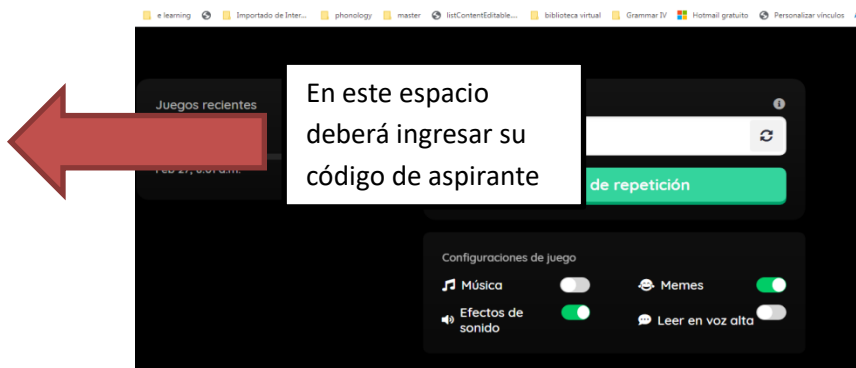 e learning
Importado de Inter...
phonology
master
listContentEditable....
biblioteca virtual
Grammar IV
Hotmail gratuito
Personalizar vínculos
Juegos recientes
En este espacio
deberá ingresar su
código de aspirante
de repetición
Configuraciones de juego
Música
Memes
Efectos de
sonido
Leer en voz alta